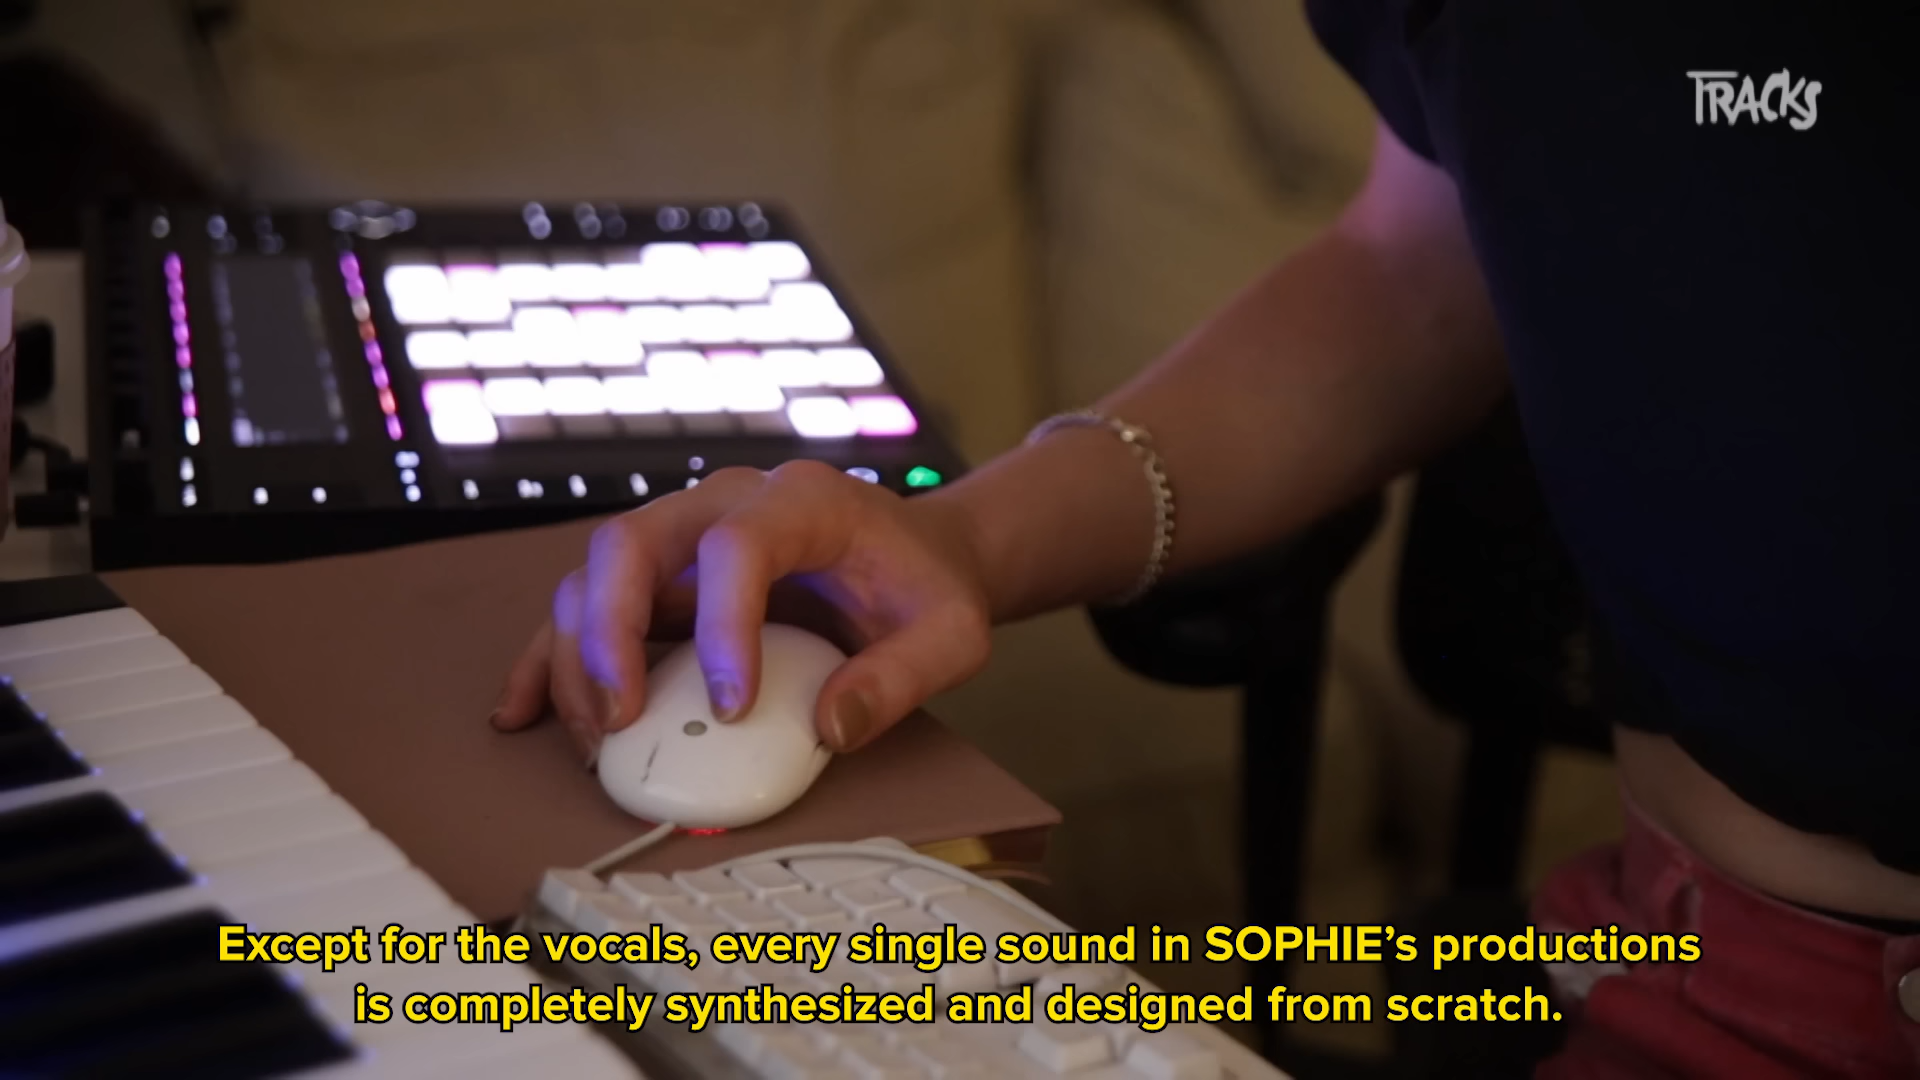 TRACKS
Except for the vocals, every single sound in SOPHIE’s productions
is completely synthesized and designed from scratch.